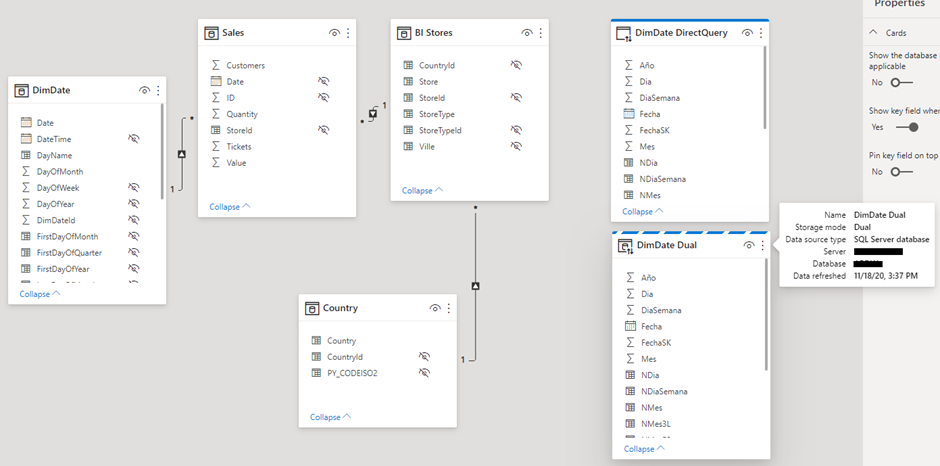 DimDate
Date
DateTime
DayName
DayOfMonth
DayOfWeek
DayOfYear
DimDateId
FirstDayOfMonth
FirstDayOfQuarter
FirstDayOfYear
Collapse
Sales
Customers
Date
ID
Quantity
StoreId
Tickets
Value
Collapse
1
*
BI Stores
CountryId
Store
StoreId
StoreType
StoreTypeId
Ville
Collapse
1
*
Country
Country
CountryId
PY_CODEISO2
Collapse
1
*
DimDate DirectQuery
Año
Dia
DiaSemana
Fecha
FechaSK
Mes
NDia
NDiaSemana
NMes
Collapse
DimDate Dual
Año
Dia
DiaSemana
Fecha
FechaSK
Mes
NDia
NDiaSemana
NMes
NMes3L
Collapse
Name DimDate Dual
Storage mode Dual
Data source type SQL Server database
Server
Database
Data refreshed 11/18/20, 3:37 PM
Properties
Cards
Show the database
applicable
No
Show key field when
Yes
Pin key field on top
No